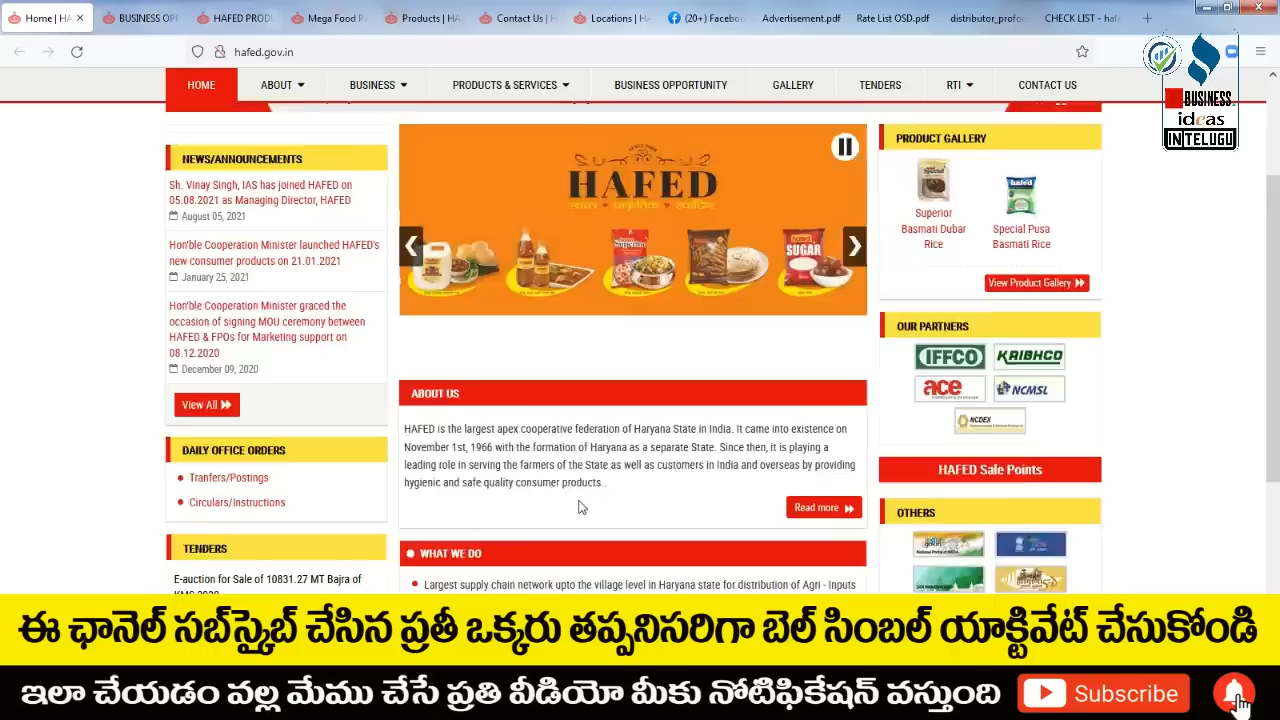 Home | HA
BUSINESS OPI
HAFED PROD
Mega Food P
Products | HA
Contact Us |
Locations | H
(20+) Faceboo
Advertisement.pdf
Rate List OSD.pdf
distributor_profo
CHECK LIST - haf
hafed.gov.in
HOME
ABOUT
BUSINESS
PRODUCTS & SERVICES
BUSINESS OPPORTUNITY
GALLERY
TENDERS
RTI
CONTACT US
BUSINESS
ideas
IN TELUGU
NEWS/ANNOUNCEMENTS
Sh. Vinay Singh, IAS has joined HAFED on
05.08.2021 as Managing Director, HAFED
August 05, 2021
Hon'ble Cooperation Minister launched HAFED's
new consumer products on 21.01.2021
January 25, 2021
Hon'ble Cooperation Minister graced the
occasion of signing MOU ceremony between
HAFED & FPOs for Marketing support on
08.12.2020
December 09, 2020
View All
DAILY OFFICE ORDERS
Tranfers/Postings
Circulars/Instructions
TENDERS
E-auction for Sale of 10831.27 MT Bajra of
KMS 2020
HAFED
SUGAR
ABOUT US
HAFED is the largest apex cooperative federation of Haryana State in India. It came into existence on
November 1st, 1966 with the formation of Haryana as a separate State. Since then, it is playing a
leading role in serving the farmers of the State as well as customers in India and overseas by providing
hygienic and safe quality consumer products..
Read more
WHAT WE DO
Largest supply chain network upto the village level in Haryana state for distribution of Agri - Inputs
PRODUCT GALLERY
hafed
Superior
Basmati Dubar
Rice
Special Pusa
Basmati Rice
View Product Gallery
OUR PARTNERS
IFFCO
KRIBHCO
ace
NCMSL
NCDEX
HAFED Sale Points
OTHERS
ఈ ఛానెల్ సబ్‌స్క్రైబ్ చేసిన ప్రతీ ఒక్కరు తప్పనిసరిగా బెల్ సింబల్ యాక్టివేట్ చేసుకోండి
ఇలా చేయడం వల్ల మేము చేసే ప్రతి వీడియో మీకు నోటిఫికేషన్ వస్తుంది
Subscribe